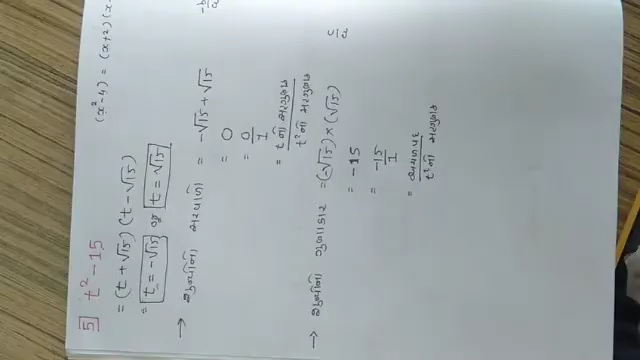 (x²-4) = (x+2)(x-
5 t²-15
= (t+√15)(t-√15)
= t = -√15 જુ t = √15
→ શૂન્યોનો સરવાળો = -√15 + √15
= 0
= 0/1
= t નો સહગુણક / t² નો સહગુણક
→ શૂન્યોનો ગુણાકાર = (-√15) × (√15)
= -15
= -15/1
= અચળપદ / t² નો સહગુણક
-b/a
c/a